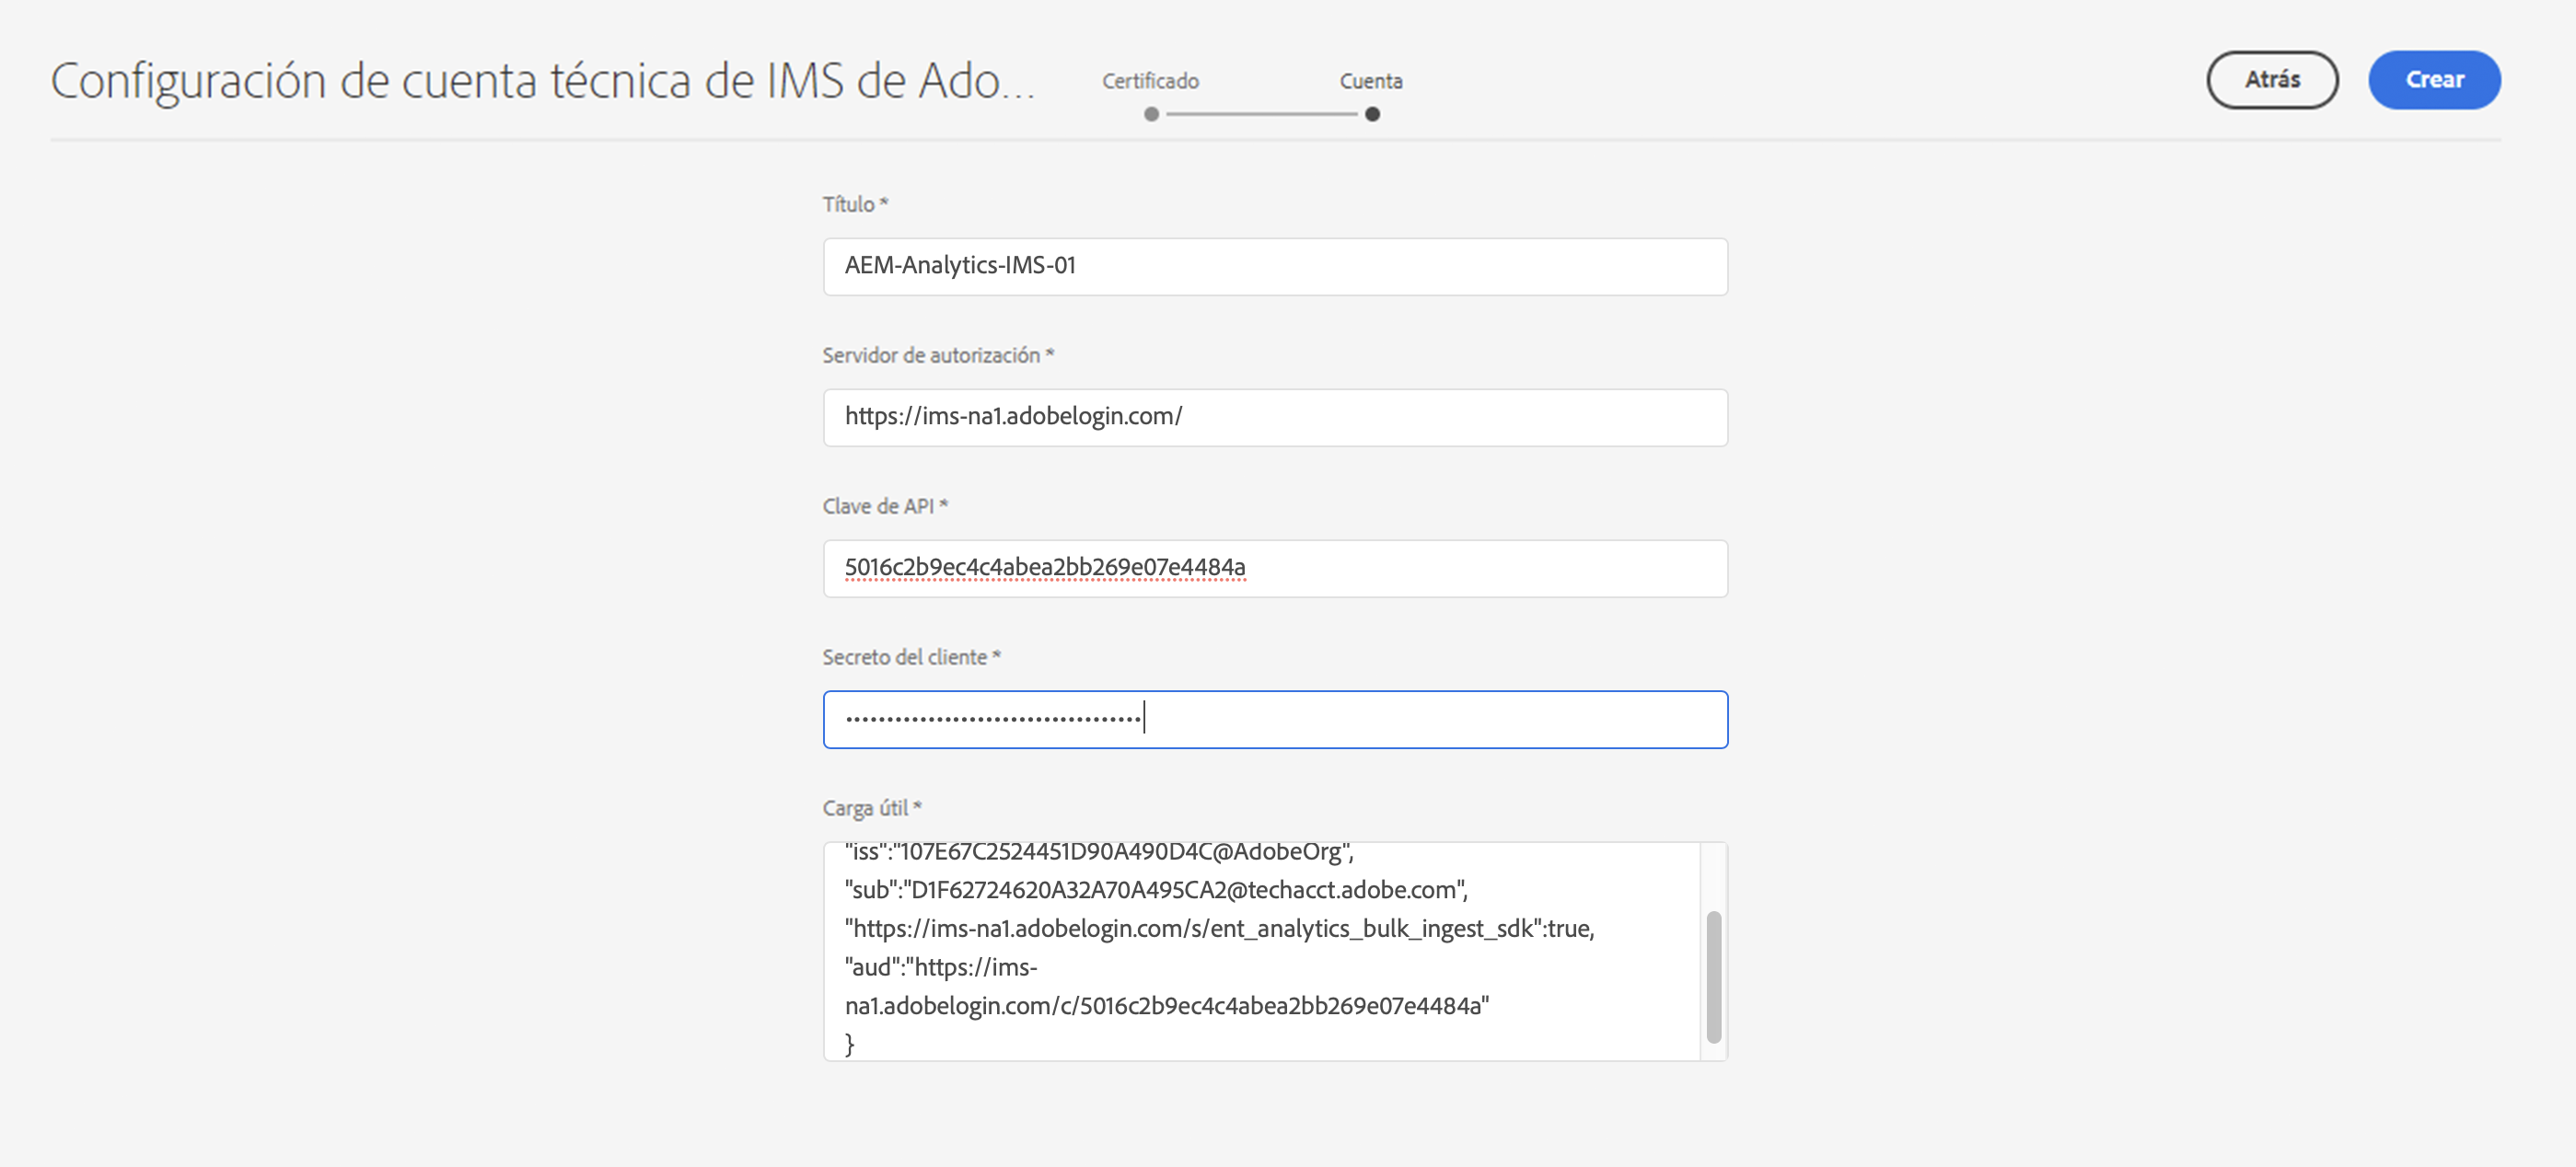 Configuración de cuenta técnica de IMS de Ado...
Certificado
Cuenta
Atrás
Crear
Título *
AEM-Analytics-IMS-01
Servidor de autorización *
https://ims-na1.adobelogin.com/
Clave de API *
5016c2b9ec4c4abea2bb269e07e4484a
Secreto del cliente *
Carga útil *
"iss":"107E67C2524451D90A490D4C@AdobeOrg",
"sub":"D1F62724620A32A70A495CA2@techacct.adobe.com",
"https://ims-na1.adobelogin.com/s/ent_analytics_bulk_ingest_sdk":true,
"aud":"https://ims-
na1.adobelogin.com/c/5016c2b9ec4c4abea2bb269e07e4484a"
}